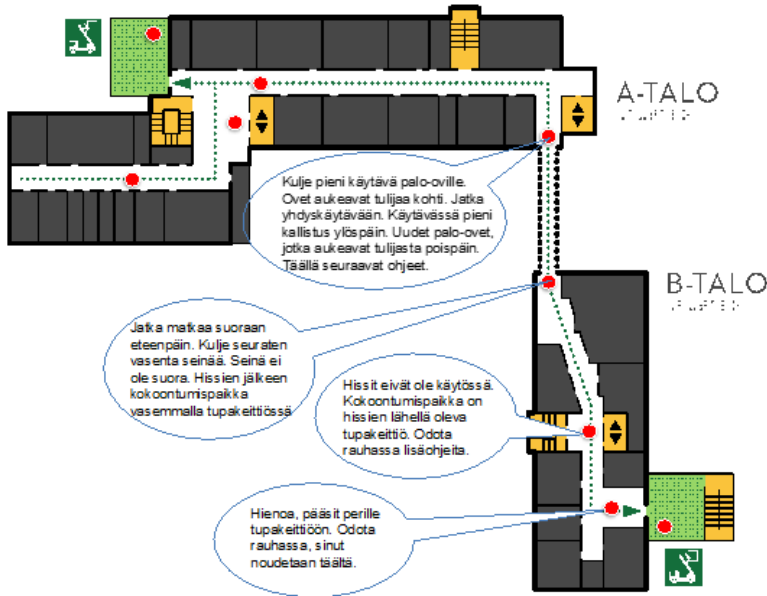 A-TALO
Kulje pieni käytävä palo-oville.
Ovet aukeavat tulijaa kohti. Jatka
yhdyskäytävään. Käytävässä pieni
kallistus ylöspäin. Uudet palo-ovet,
jotka aukeavat tulijasta poispäin.
Täällä seuraavat ohjeet.
B-TALO
Jatka matkaa suoraan
eteenpäin. Kulje seuraten
vasenta seinää. Seinä ei
ole suora. Hissien jälkeen
kokoontumispaikka
vasemmalla tupakeittiössä
Hissit eivät ole käytössä.
Kokoontumispaikka on
hissien lähellä oleva
tupakeittiö. Odota
rauhassa lisäohjeita.
Hienoa, pääsit perille
tupakeittiöön. Odota
rauhassa, sinut
noudetaan täältä.